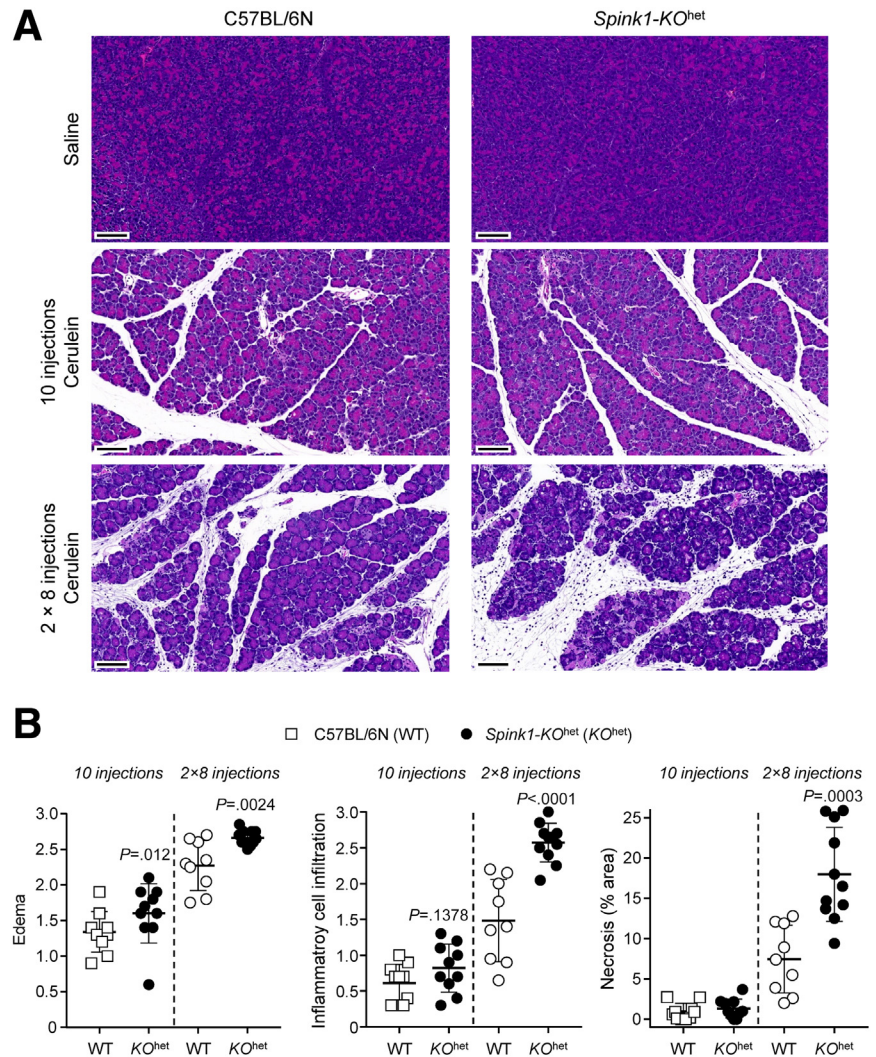 A
C57BL/6N
Spink1-KOhet
Saline
10 injections
Cerulein
2 × 8 injections
Cerulein
B
C57BL/6N (WT)
Spink1-KOhet (KOhet)
10 injections
2×8 injections
P=.012
P=.0024
Edema
3.0
2.5
2.0
1.5
1.0
0.5
0
WT
KOhet
WT
KOhet
10 injections
2×8 injections
P=.1378
P<.0001
Inflammatroy cell infiltration
3.0
2.5
2.0
1.5
1.0
0.5
0.0
WT
KOhet
WT
KOhet
10 injections
2×8 injections
P=.0003
Necrosis (% area)
25
20
15
10
5
0
WT
KOhet
WT
KOhet